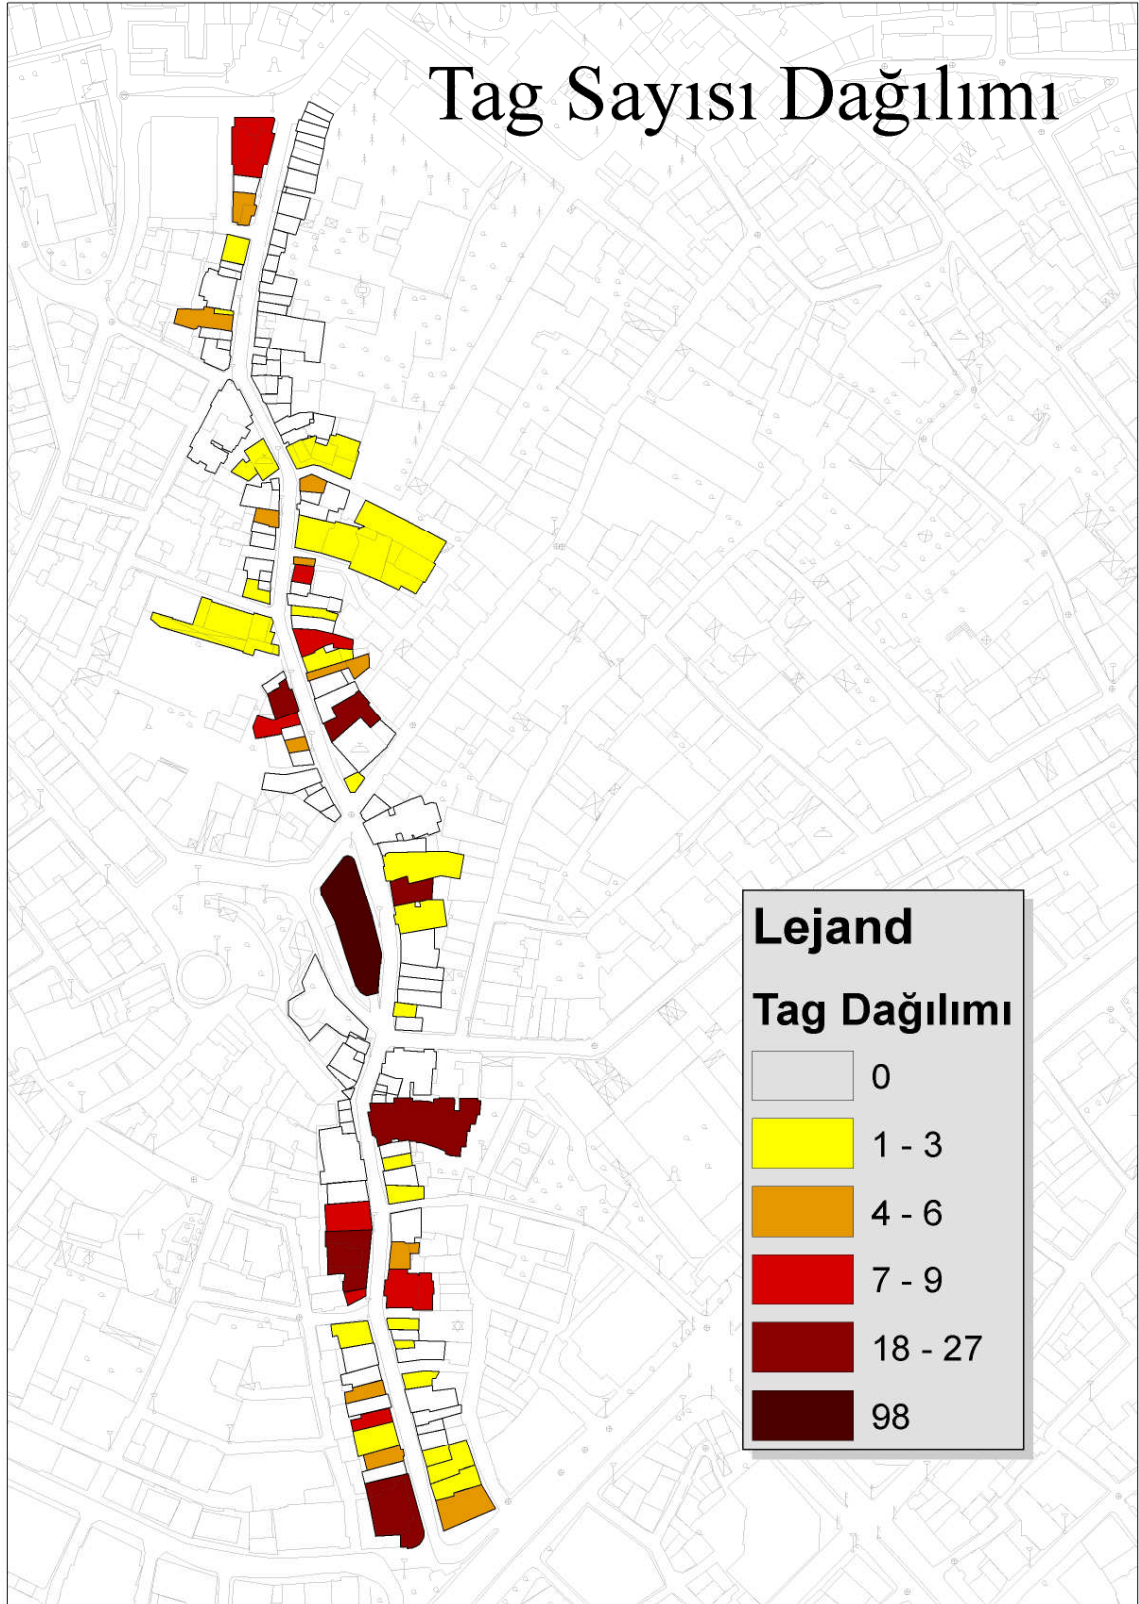 Tag Sayısı Dağılımı
Lejand
Tag Dağılımı
0
1 - 3
4 - 6
7 - 9
18 - 27
98